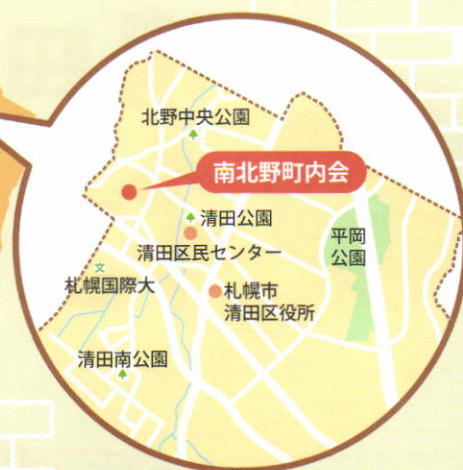 北野中央公園
南北野町内会
清田公園
清田区民センター
平岡
公園
文
札幌国際大
札幌市
清田区役所
清田南公園